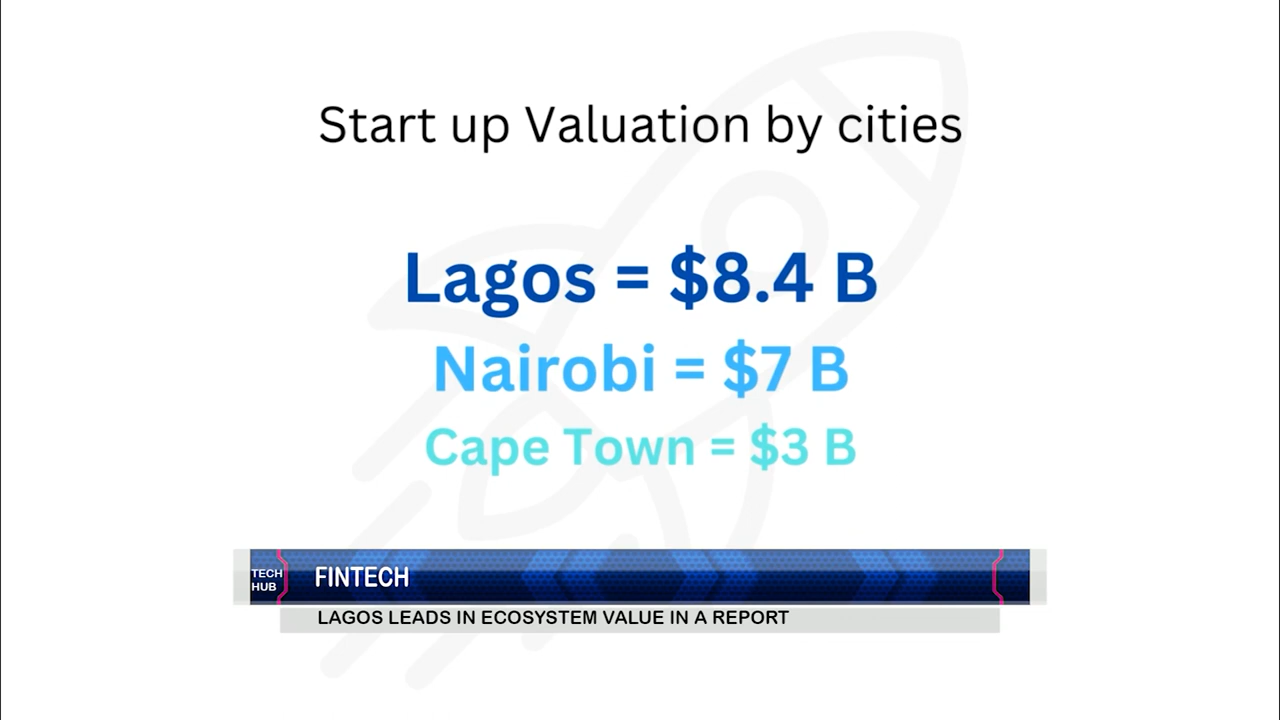 Start up Valuation by cities
Lagos = $8.4 B
Nairobi = $7 B
Cape Town = $3 B
TECH
HUB
FINTECH
LAGOS LEADS IN ECOSYSTEM VALUE IN A REPORT